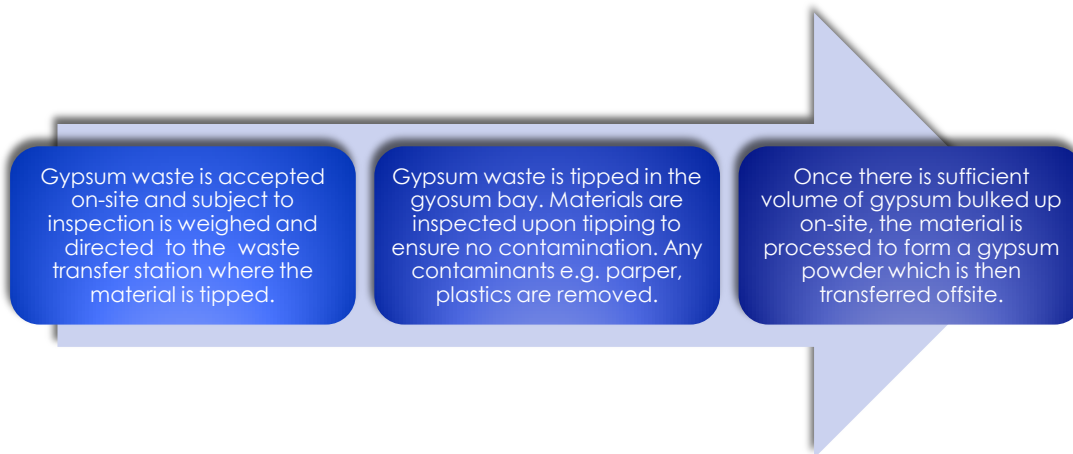 Gypsum waste is accepted
on-site and subject to
inspection is weighed and
directed  to the  waste
transfer station where the
material is tipped.
Gypsum waste is tipped in the
gyosum bay. Materials are
inspected upon tipping to
ensure no contamination. Any
contaminants e.g. parper,
plastics are removed.
Once there is sufficient
volume of gypsum bulked up
on-site, the material is
processed to form a gypsum
powder which is then
transferred offsite.